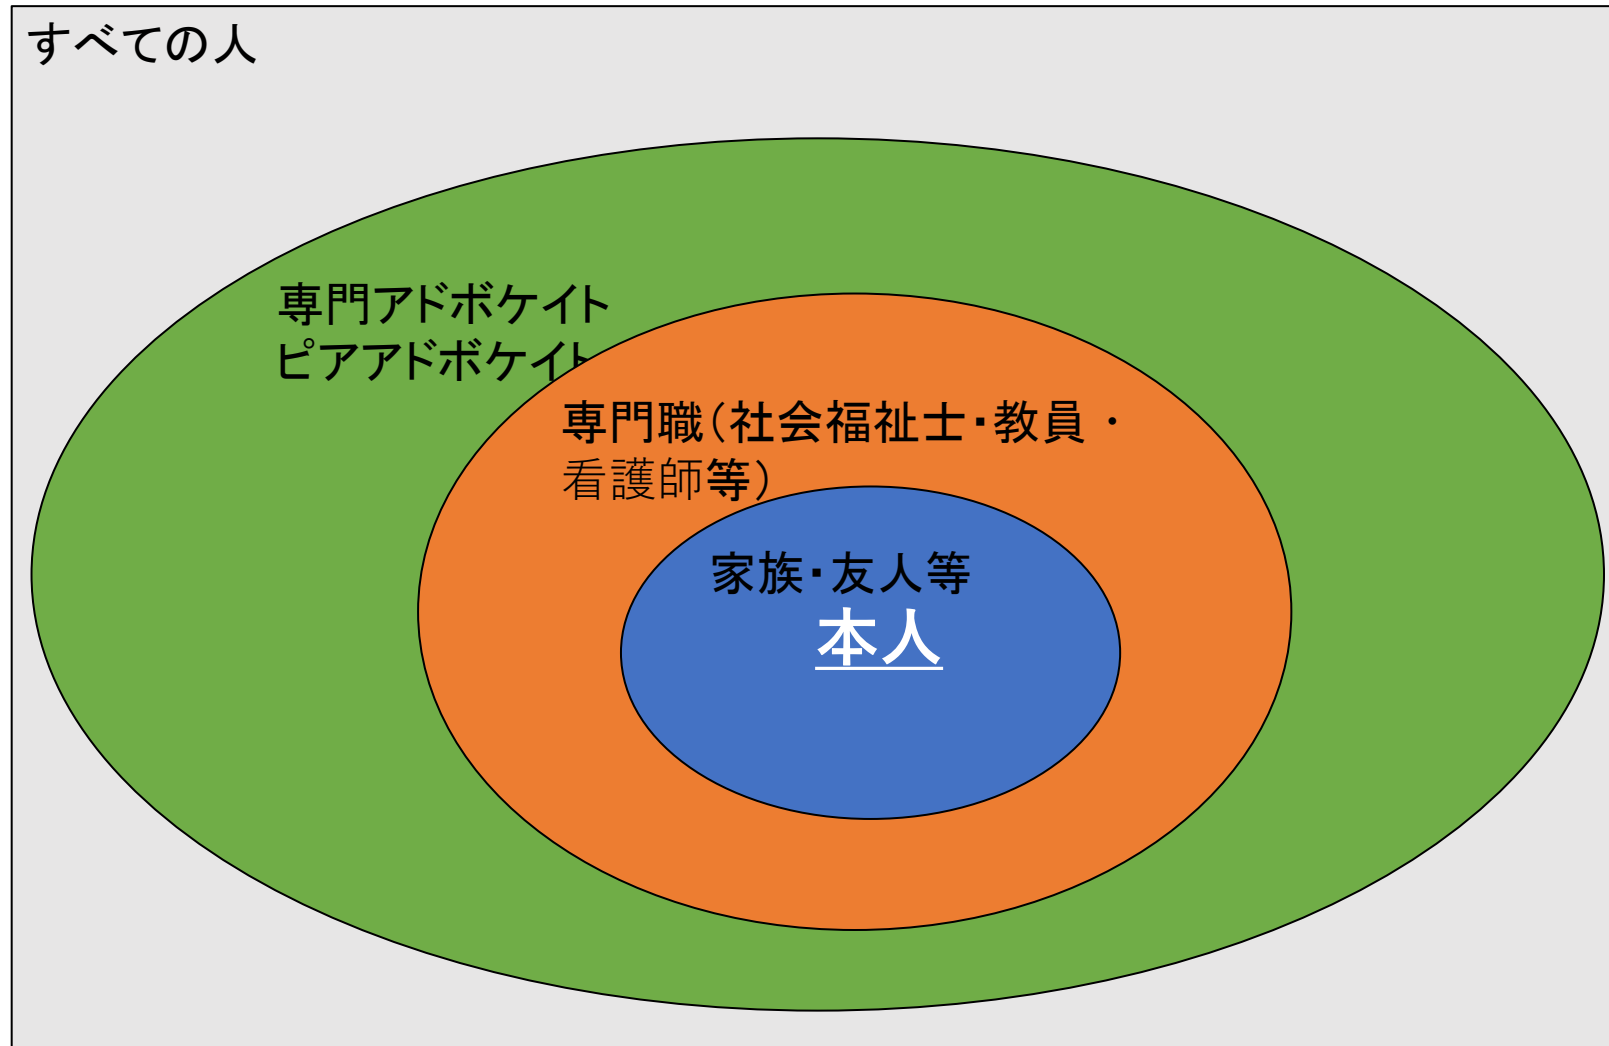 すべての人
専門アドボケイト
ピアアドボケイト
専門職(社会福祉士・教員・
看護師等)
家族・友人等
本人